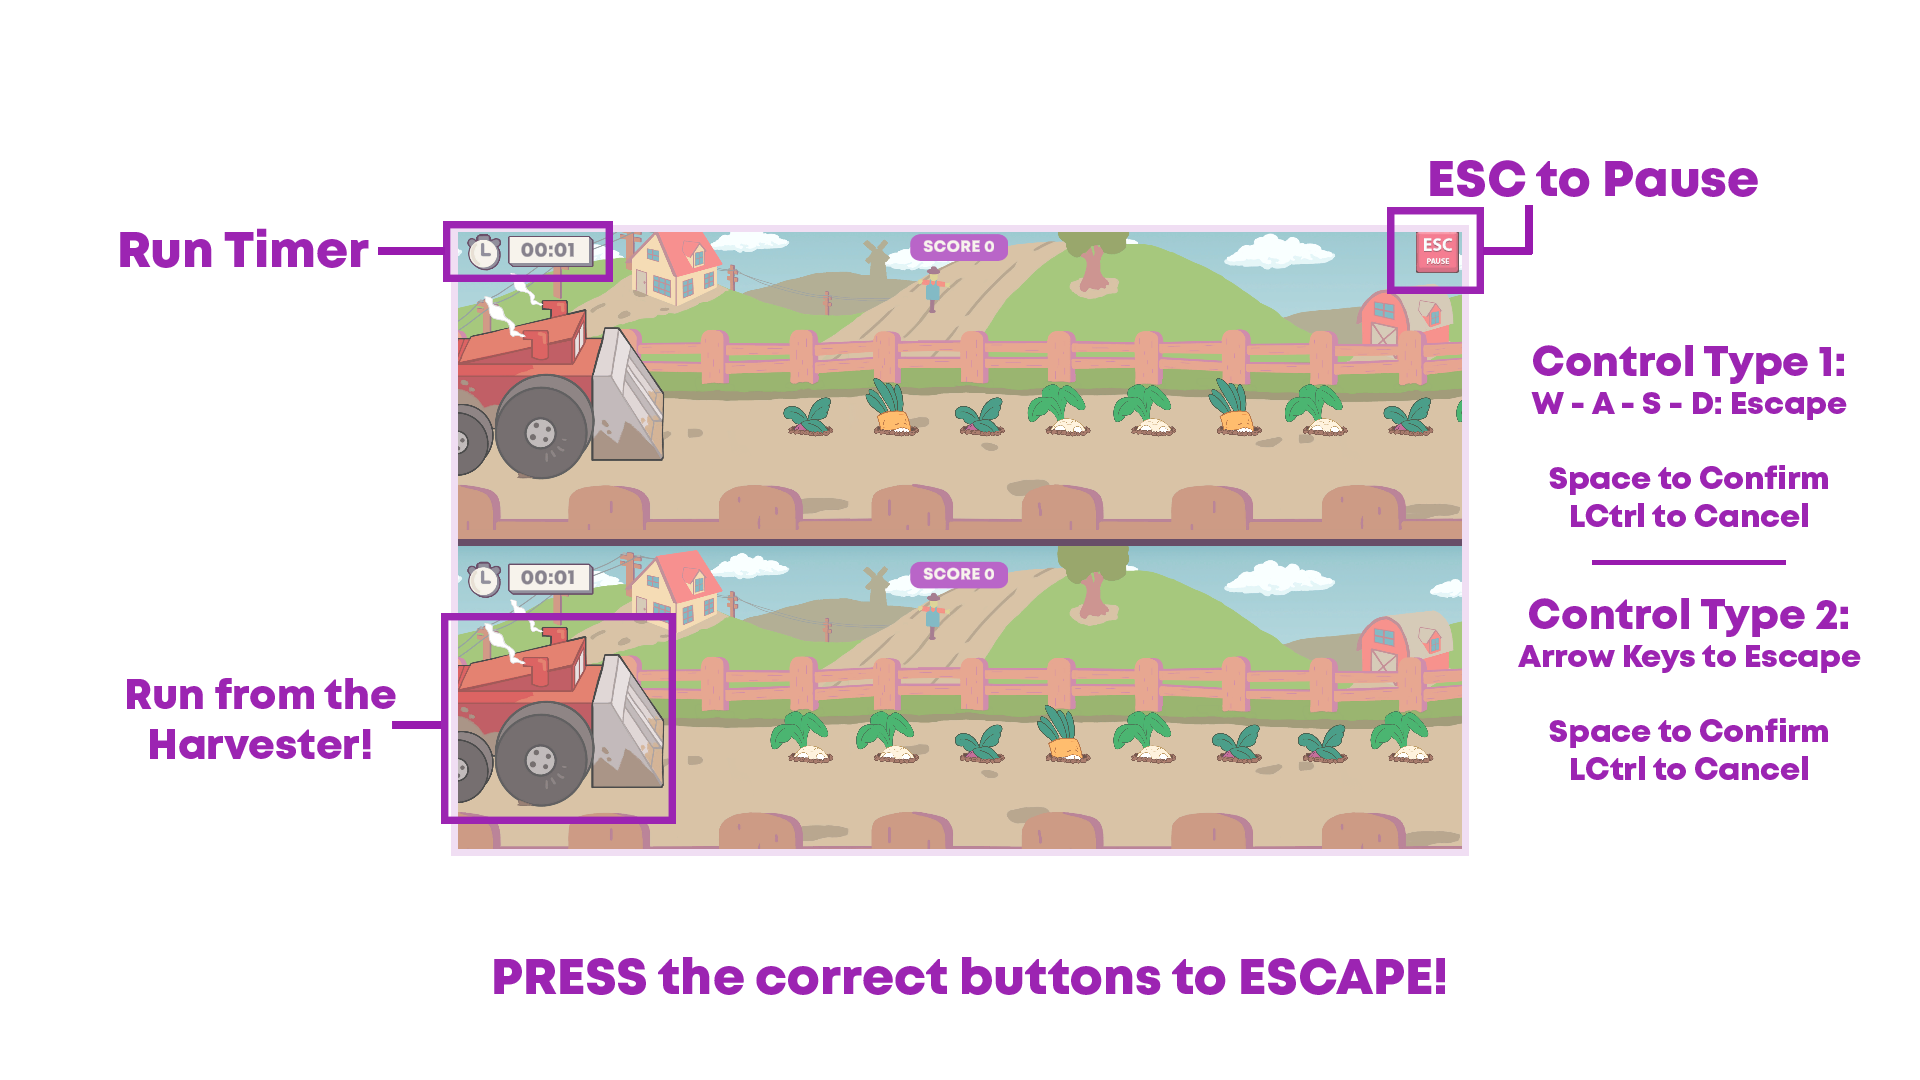 ESC to Pause
Run Timer
00:01
SCORE 0
ESC
PAUSE
Control Type 1:
W - A - S - D: Escape
Space to Confirm
LCtrl to Cancel
00:01
SCORE 0
Control Type 2:
Arrow Keys to Escape
Run from the
Harvester!
Space to Confirm
LCtrl to Cancel
PRESS the correct buttons to ESCAPE!